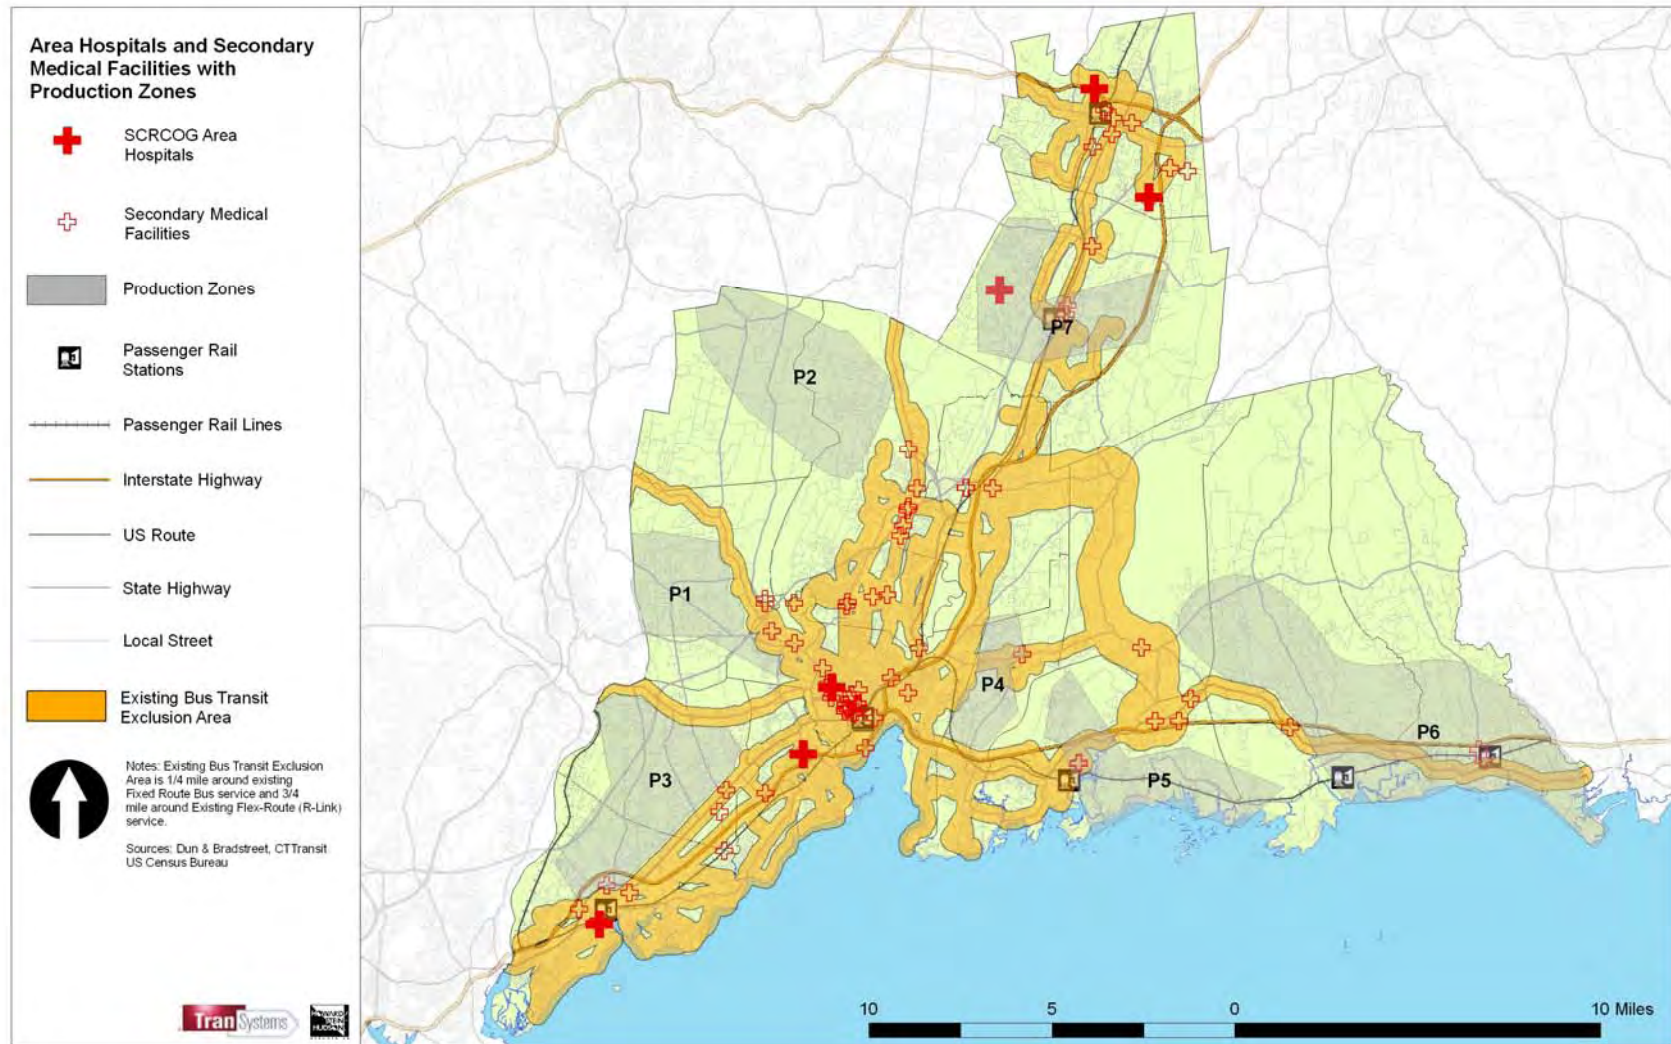 Area Hospitals and Secondary
Medical Facilities with
Production Zones
SCRCOG Area
Hospitals
Secondary Medical
Facilities
Production Zones
Passenger Rail
Stations
Passenger Rail Lines
Interstate Highway
US Route
State Highway
Local Street
Existing Bus Transit
Exclusion Area
Notes: Existing Bus Transit Exclusion
Area is 1/4 mile around existing
Fixed Route Bus service and 3/4
mile around Existing Flex-Route (R-Link)
service.
Sources: Dun & Bradstreet, CTTransit
US Census Bureau
TranSystems
HOWARD
STEIN
HUDSON
P7
P2
P1
P4
P6
P3
P5
10 5 0 10 Miles